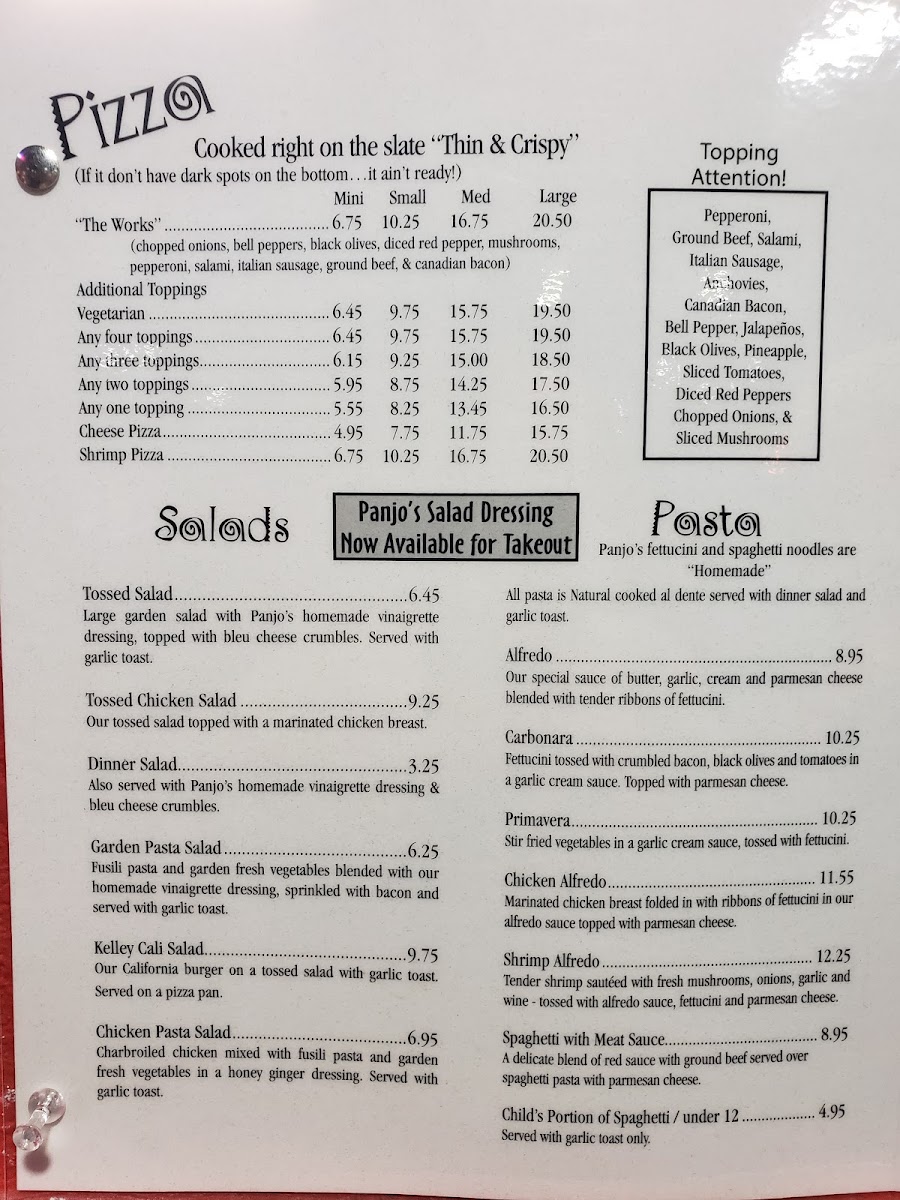 Pizza
Cooked right on the slate “Thin & Crispy”
(If it don't have dark spots on the bottom...it ain't ready!)
Mini Small Med Large
“The Works” ........ 6.75 10.25 16.75 20.50
(chopped onions, bell peppers, black olives, diced red pepper, mushrooms,
pepperoni, salami, italian sausage, ground beef, & canadian bacon)
Additional Toppings
Vegetarian ........ 6.45 9.75 15.75 19.50
Any four toppings ........ 6.45 9.75 15.75 19.50
Any three toppings ........ 6.15 9.25 15.00 18.50
Any two toppings ........ 5.95 8.75 14.25 17.50
Any one topping ........ 5.55 8.25 13.45 16.50
Cheese Pizza ........ 4.95 7.75 11.75 15.75
Shrimp Pizza ........ 6.75 10.25 16.75 20.50
Topping
Attention!
Pepperoni,
Ground Beef, Salami,
Italian Sausage,
Anchovies,
Canadian Bacon,
Bell Pepper, Jalapeños,
Black Olives, Pineapple,
Sliced Tomatoes,
Diced Red Peppers
Chopped Onions, &
Sliced Mushrooms
Salads
Panjo's Salad Dressing
Now Available for Takeout
Tossed Salad ........ 6.45
Large garden salad with Panjo's homemade vinaigrette
dressing, topped with bleu cheese crumbles. Served with
garlic toast.
Tossed Chicken Salad ........ 9.25
Our tossed salad topped with a marinated chicken breast.
Dinner Salad ........ 3.25
Also served with Panjo's homemade vinaigrette dressing &
bleu cheese crumbles.
Garden Pasta Salad ........ 6.25
Fusili pasta and garden fresh vegetables blended with our
homemade vinaigrette dressing, sprinkled with bacon and
served with garlic toast.
Kelley Cali Salad ........ 9.75
Our California burger on a tossed salad with garlic toast.
Served on a pizza pan.
Chicken Pasta Salad ........ 6.95
Charbroiled chicken mixed with fusili pasta and garden
fresh vegetables in a honey ginger dressing. Served with
garlic toast.
Pasta
Panjo's fettucini and spaghetti noodles are
“Homemade”
All pasta is Natural cooked al dente served with dinner salad and
garlic toast.
Alfredo ........ 8.95
Our special sauce of butter, garlic, cream and parmesan cheese
blended with tender ribbons of fettucini.
Carbonara ........ 10.25
Fettucini tossed with crumbled bacon, black olives and tomatoes in
a garlic cream sauce. Topped with parmesan cheese.
Primavera ........ 10.25
Stir fried vegetables in a garlic cream sauce, tossed with fettucini.
Chicken Alfredo ........ 11.55
Marinated chicken breast folded in with ribbons of fettucini in our
alfredo sauce topped with parmesan cheese.
Shrimp Alfredo ........ 12.25
Tender shrimp sautéed with fresh mushrooms, onions, garlic and
wine - tossed with alfredo sauce, fettucini and parmesan cheese.
Spaghetti with Meat Sauce ........ 8.95
A delicate blend of red sauce with ground beef served over
spaghetti pasta with parmesan cheese.
Child's Portion of Spaghetti / under 12 ........ 4.95
Served with garlic toast only.